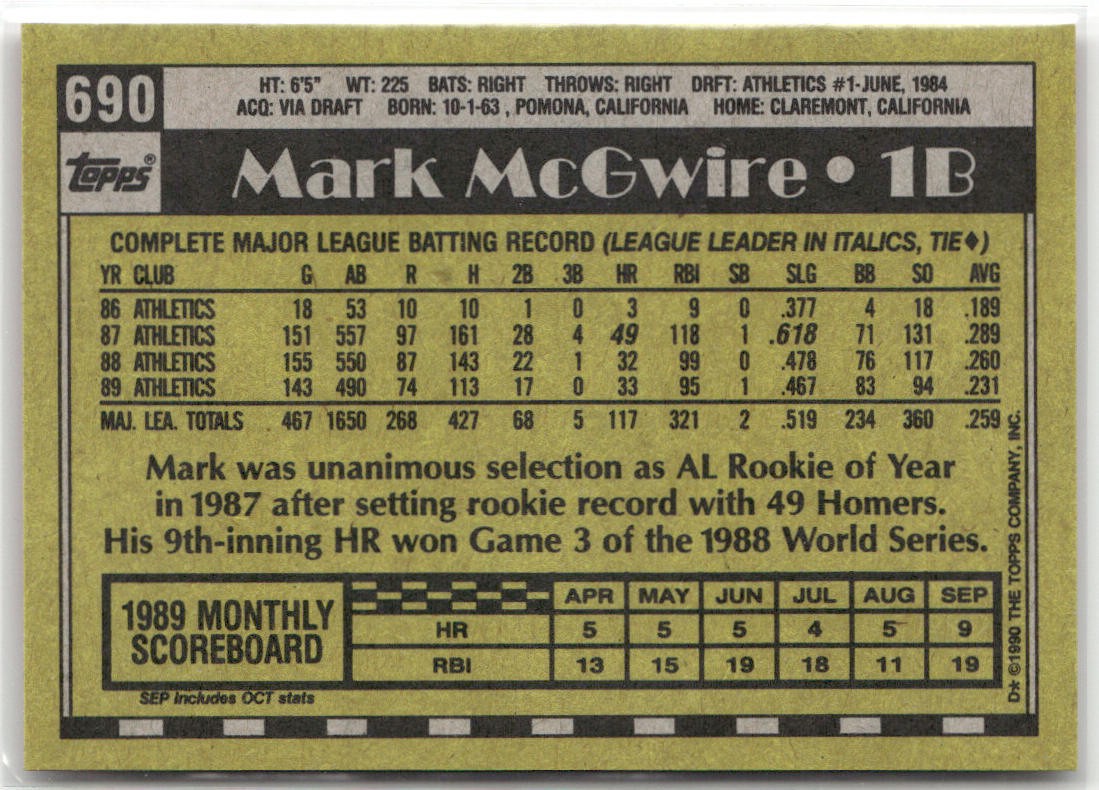 690
HT: 6'5" WT: 225 BATS: RIGHT THROWS: RIGHT DRFT: ATHLETICS #1-JUNE, 1984
ACQ: VIA DRAFT BORN: 10-1-63 , POMONA, CALIFORNIA HOME: CLAREMONT, CALIFORNIA
topps®
Mark McGwire • 1B
COMPLETE MAJOR LEAGUE BATTING RECORD (LEAGUE LEADER IN ITALICS, TIE♦)
YR CLUB G AB R H 2B 3B HR RBI SB SLG BB SO AVG
86 ATHLETICS 18 53 10 10 1 0 3 9 0 .377 4 18 .189
87 ATHLETICS 151 557 97 161 28 4 49 118 1 .618 71 131 .289
88 ATHLETICS 155 550 87 143 22 1 32 99 0 .478 76 117 .260
89 ATHLETICS 143 490 74 113 17 0 33 95 1 .467 83 94 .231
MAJ. LEA. TOTALS 467 1650 268 427 68 5 117 321 2 .519 234 360 .259
Mark was unanimous selection as AL Rookie of Year
in 1987 after setting rookie record with 49 Homers.
His 9th-inning HR won Game 3 of the 1988 World Series.
1989 MONTHLY
SCOREBOARD
APR MAY JUN JUL AUG SEP
HR 5 5 5 4 5 9
RBI 13 15 19 18 11 19
SEP Includes OCT stats
D* ©1990 THE TOPPS COMPANY, INC.